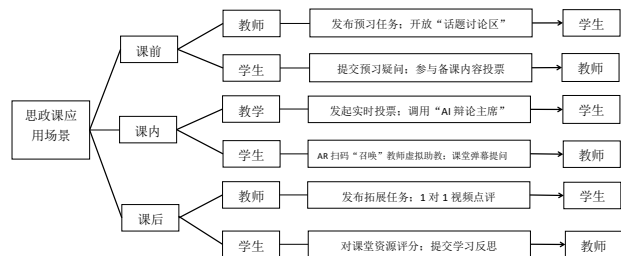 思政课应
用场景
课前
教师
发布预习任务；开放“话题讨论区”
学生
学生
提交预习疑问；参与备课内容投票
教师
课内
教学
发起实时投票；调用“AI 辩论主席”
学生
学生
AR 扫码“召唤”教师虚拟助教；课堂弹幕提问
教师
课后
教师
发布拓展任务；1 对 1 视频点评
学生
学生
对课堂资源评分；提交学习反思
教师